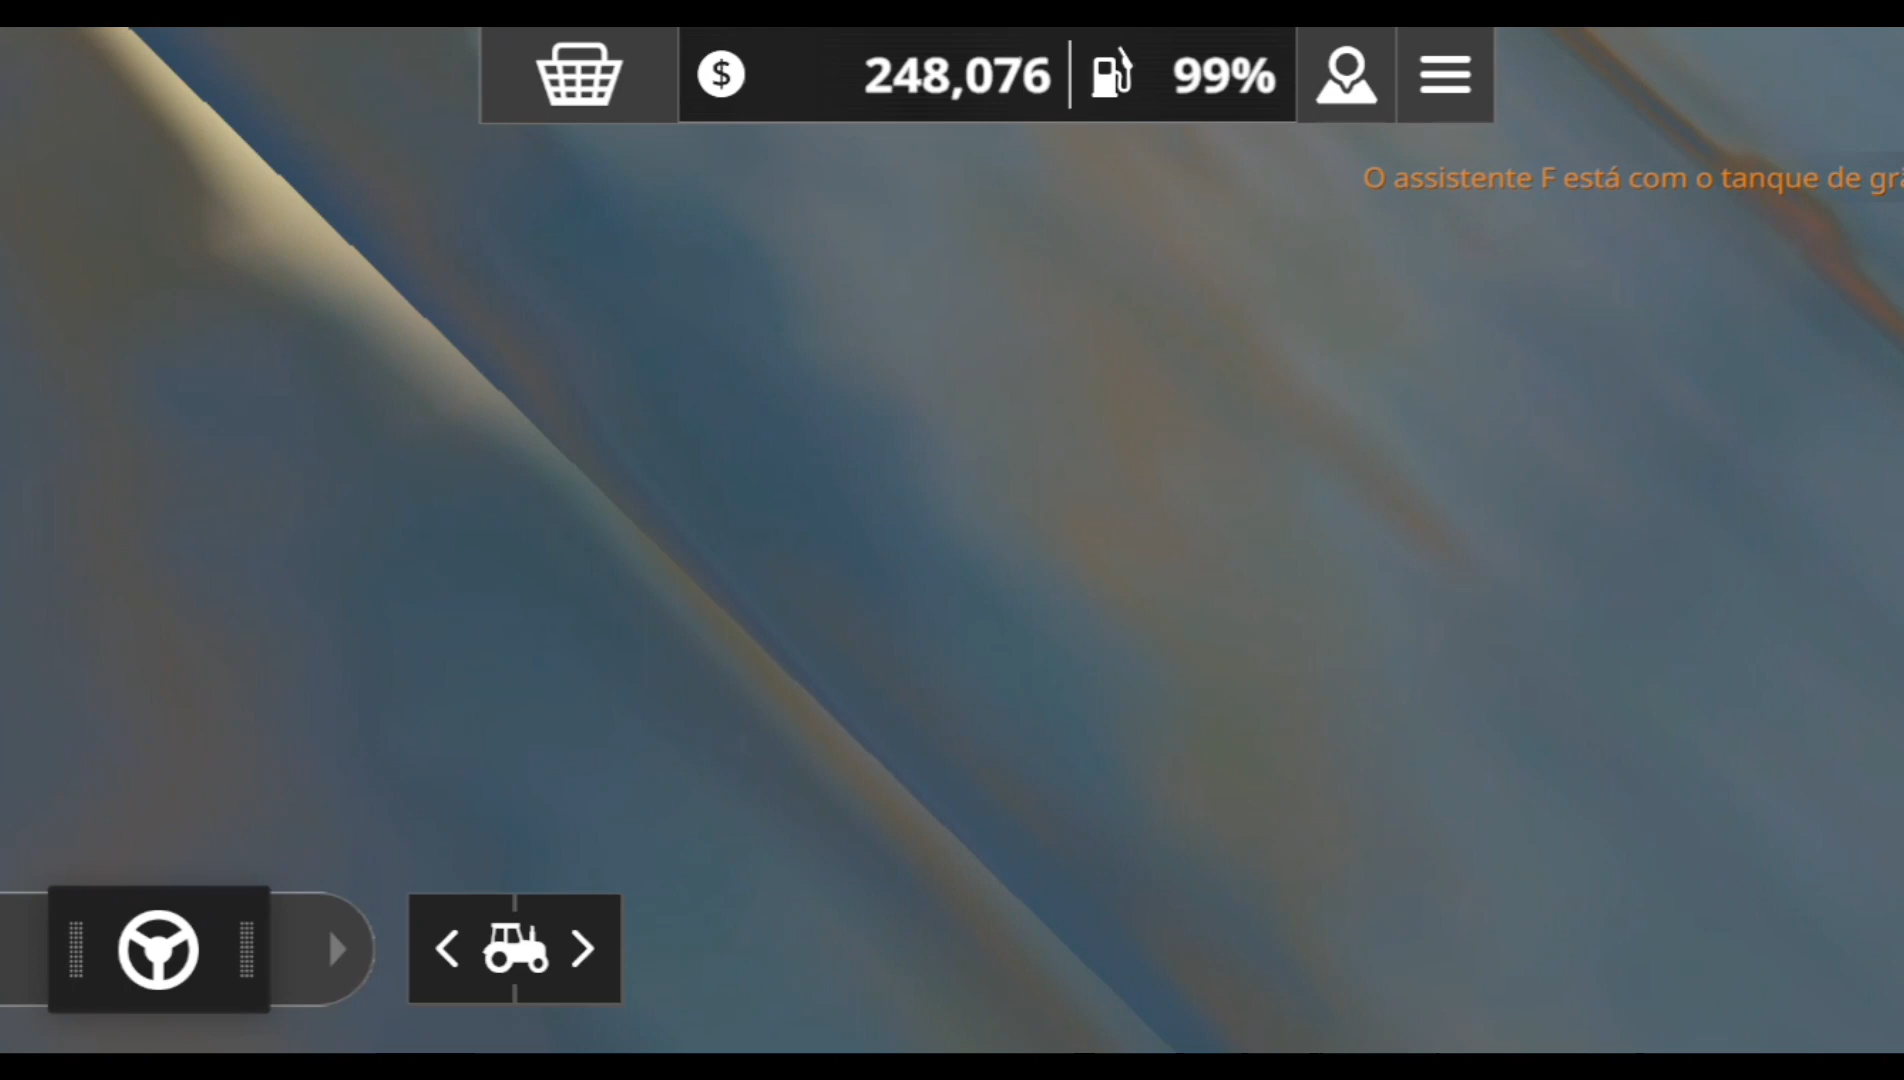 $ 248,076 99%
O assistente F está com o tanque de